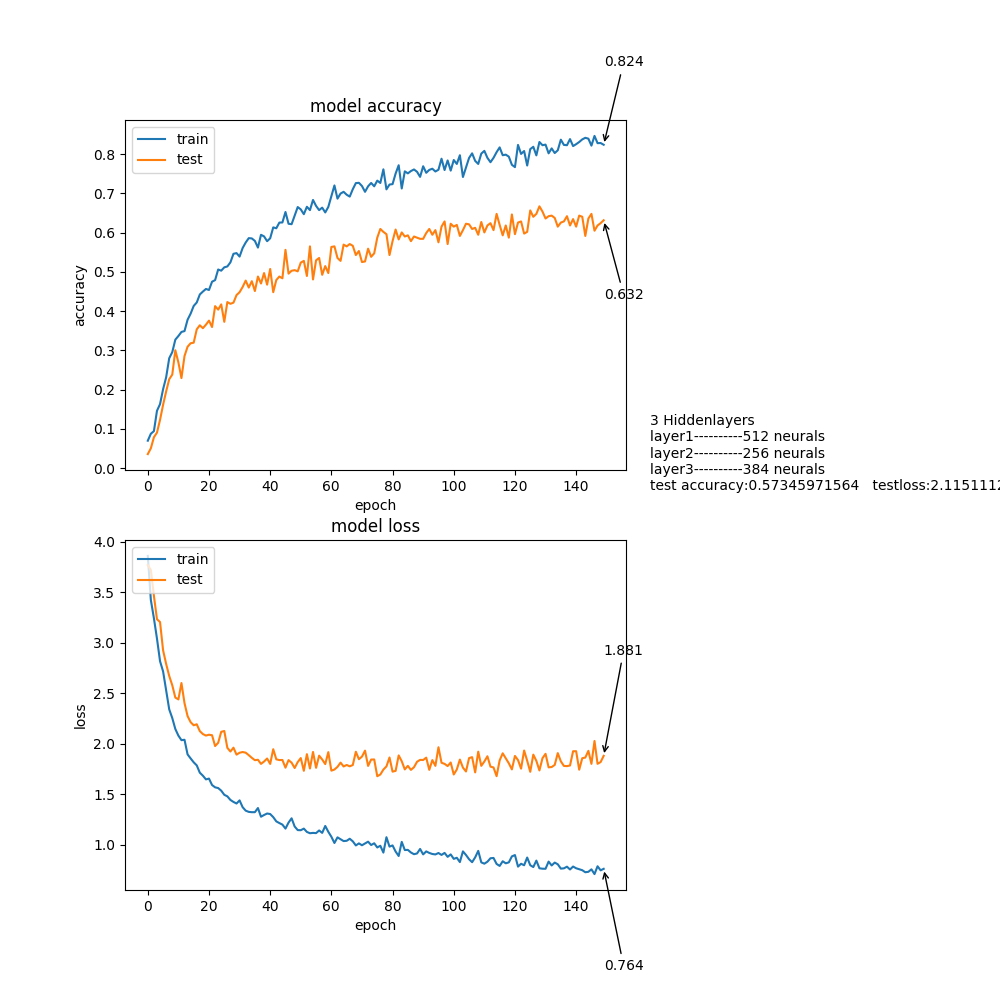 0.824
model accuracy
train
test
0.8
0.7
0.6
0.5
0.4
0.3
0.2
0.1
0.0
accuracy
0.632
0 20 40 60 80 100 120 140
epoch
3 Hiddenlayers
layer1----------512 neurals
layer2----------256 neurals
layer3----------384 neurals
test accuracy:0.57345971564 testloss:2.1151112
model loss
train
test
4.0
3.5
3.0
2.5
2.0
1.5
1.0
loss
1.881
0 20 40 60 80 100 120 140
epoch
0.764